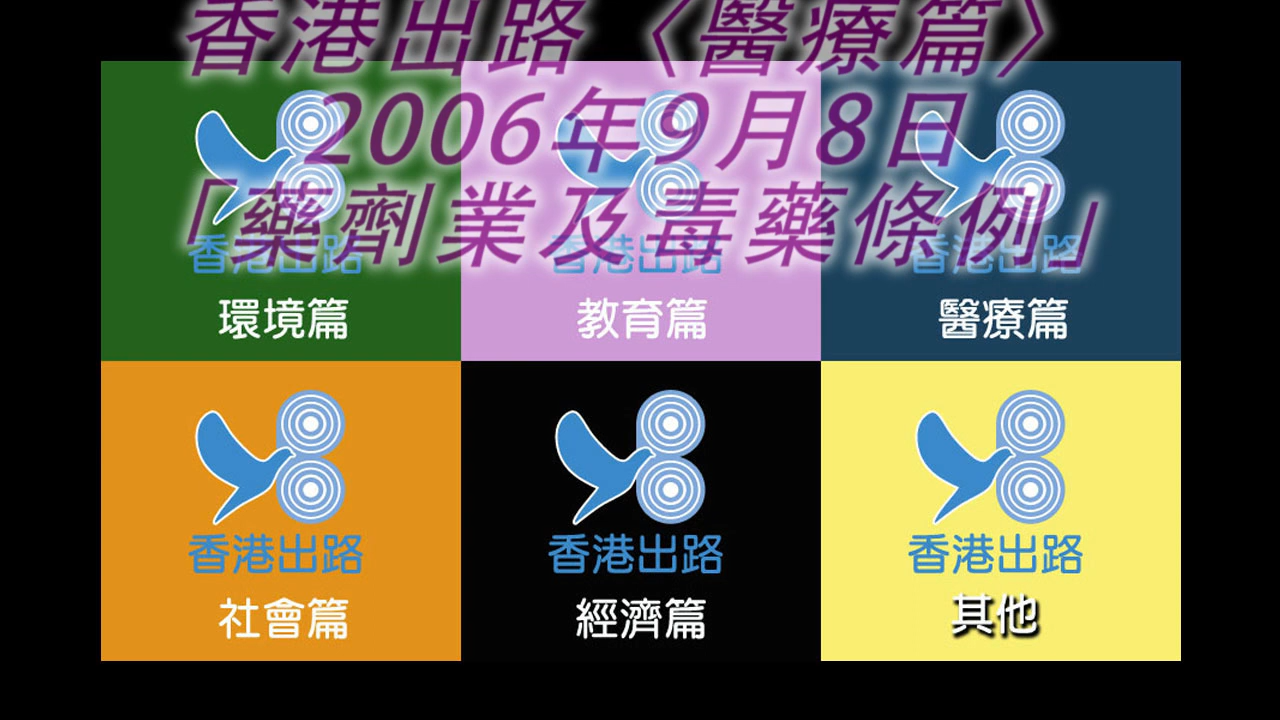 香港出路〈醫療篇〉
2006年9月8日
「藥劑業及毒藥條例」
香港出路 香港出路 香港出路
環境篇 教育篇 醫療篇
香港出路 香港出路 香港出路
社會篇 經濟篇 其他